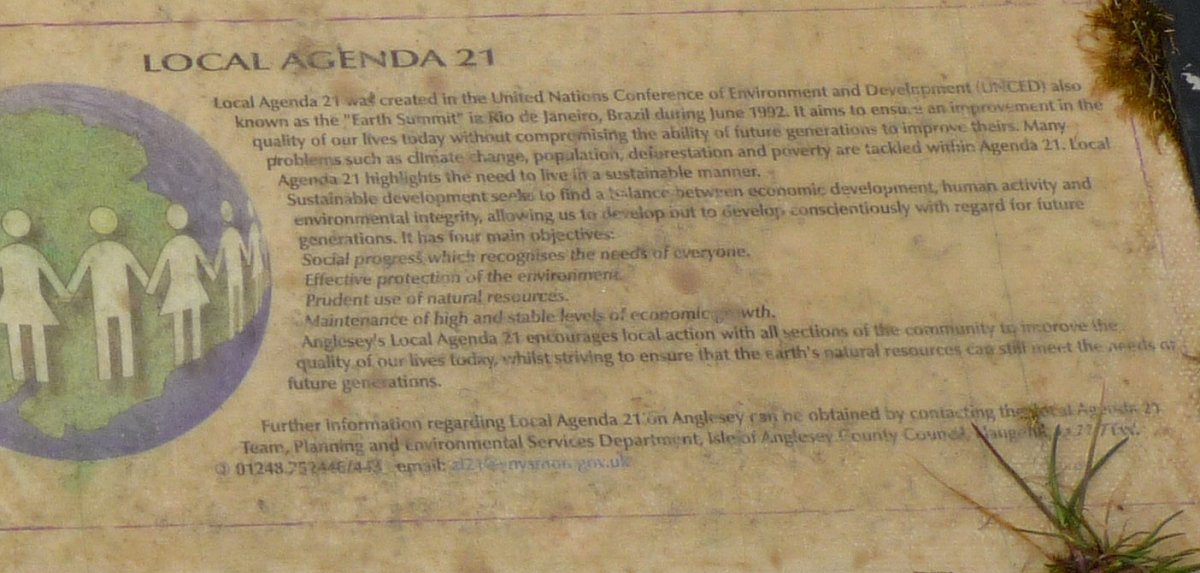 LOCAL AGENDA 21
Local Agenda 21 was created in the United Nations Conference of Environment and Development (UNCED) also
known as the "Earth Summit" in Rio de Janeiro, Brazil during June 1992. It aims to ensure an improvement in the
quality of our lives today without compromising the ability of future generations to improve theirs. Many
problems such as climate change, population, deforestation and poverty are tackled within Agenda 21. Local
Agenda 21 highlights the need to live in a sustainable manner.
Sustainable development seeks to find a balance between economic development, human activity and
environmental integrity, allowing us to develop but to develop conscientiously with regard for future
generations. It has four main objectives:
Social progress which recognises the needs of everyone.
Effective protection of the environment.
Prudent use of natural resources.
Maintenance of high and stable levels of economic growth.
Anglesey's Local Agenda 21 encourages local action with all sections of the community to improve the
quality of our lives today, whilst striving to ensure that the earth's natural resources can still meet the needs of
future generations.
Further information regarding Local Agenda 21 on Anglesey can be obtained by contacting the Local Agenda 21
Team, Planning and Environmental Services Department, Isle of Anglesey County Council,
01248 email: